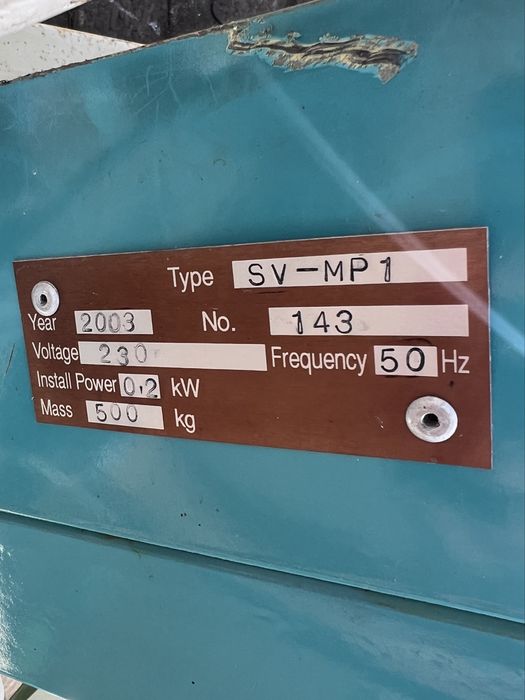 Type SV-MP1
Year 2003 No. 143
Voltage 230 Frequency 50 Hz
Install Power 0,2 kW
Mass 500 kg